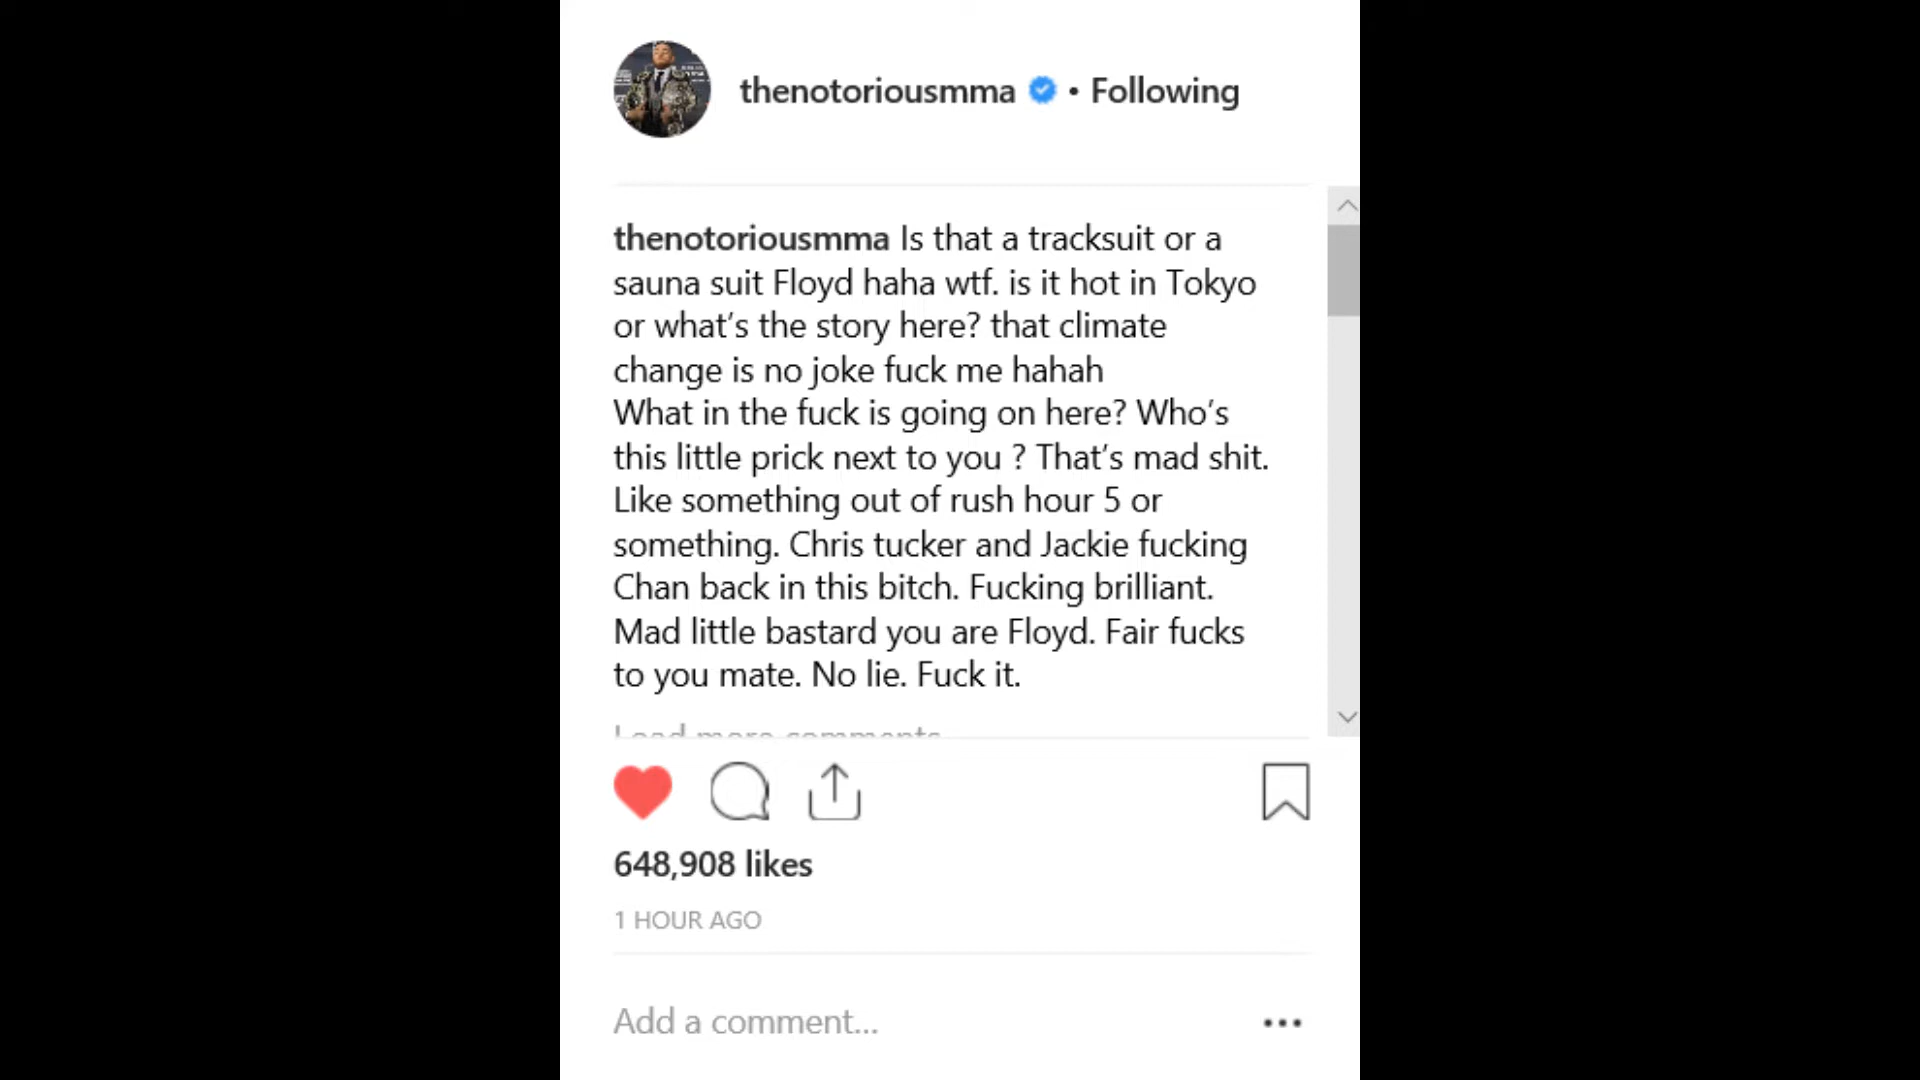 thenotoriousmma • Following
thenotoriousmma Is that a tracksuit or a
sauna suit Floyd haha wtf. is it hot in Tokyo
or what's the story here? that climate
change is no joke fuck me hahah
What in the fuck is going on here? Who's
this little prick next to you ? That's mad shit.
Like something out of rush hour 5 or
something. Chris tucker and Jackie fucking
Chan back in this bitch. Fucking brilliant.
Mad little bastard you are Floyd. Fair fucks
to you mate. No lie. Fuck it.
Load more comments
648,908 likes
1 HOUR AGO
Add a comment...